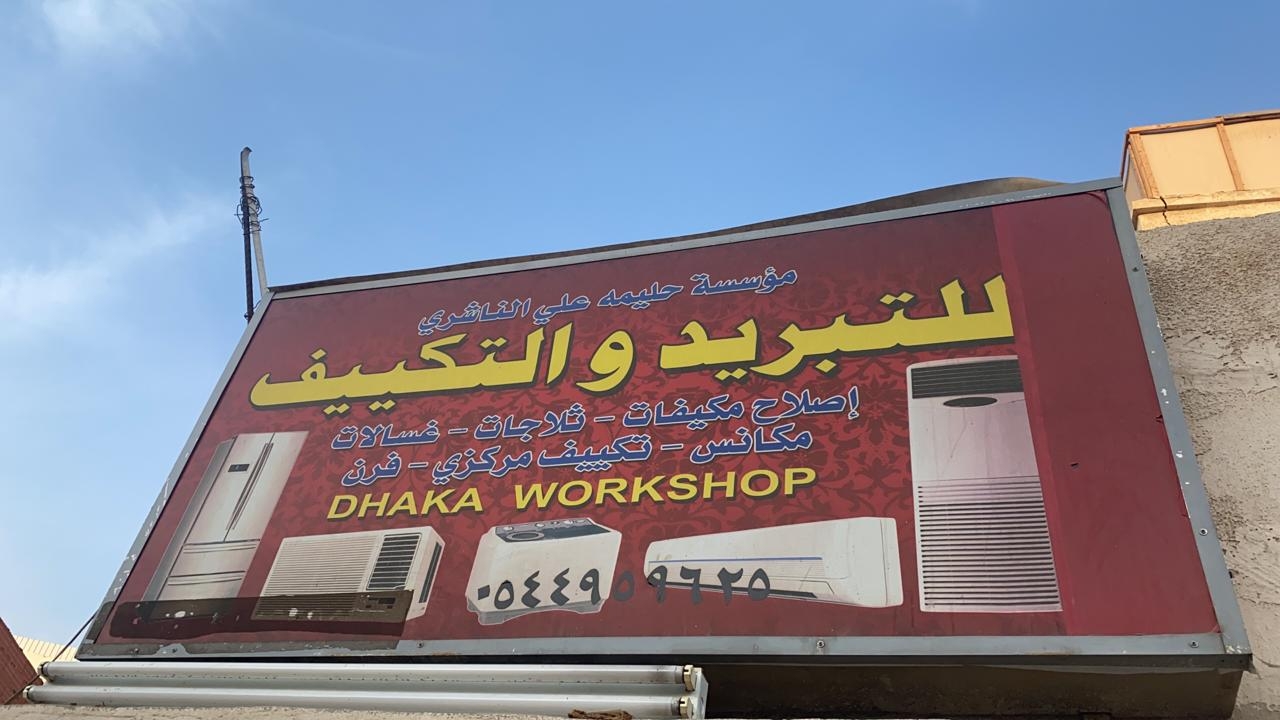 مؤسسة حليمه علي الناشري
للتبريد والتكييف
إصلاح مكيفات - ثلاجات - غسالات
مكانس - تكييف مركزي - فرن
DHAKA WORKSHOP
٠٥٤٤٩٥٩٦٢٥